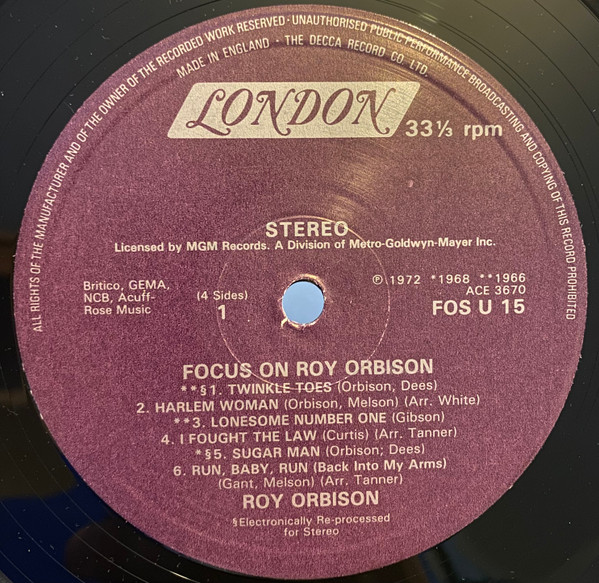 ALL RIGHTS OF THE MANUFACTURER AND OF THE OWNER OF THE RECORDED WORK RESERVED · UNAUTHORISED PUBLIC PERFORMANCE BROADCASTING AND COPYING OF THIS RECORD PROHIBITED
MADE IN ENGLAND · THE DECCA RECORD CO LTD.
LONDON
33⅓ rpm
STEREO
Licensed by MGM Records. A Division of Metro-Goldwyn-Mayer Inc.
Britico, GEMA,
NCB, Acuff-
Rose Music
(4 Sides)
1
℗ 1972 *1968 **1966
ACE 3670
FOS U 15
FOCUS ON ROY ORBISON
**§1. TWINKLE TOES (Orbison, Dees)
2. HARLEM WOMAN (Orbison, Melson) (Arr. White)
**3. LONESOME NUMBER ONE (Gibson)
4. I FOUGHT THE LAW (Curtis) (Arr. Tanner)
*§5. SUGAR MAN (Orbison; Dees)
6. RUN, BABY, RUN (Back Into My Arms)
(Gant, Melson) (Arr. Tanner)
ROY ORBISON
§Electronically Re-processed
for Stereo